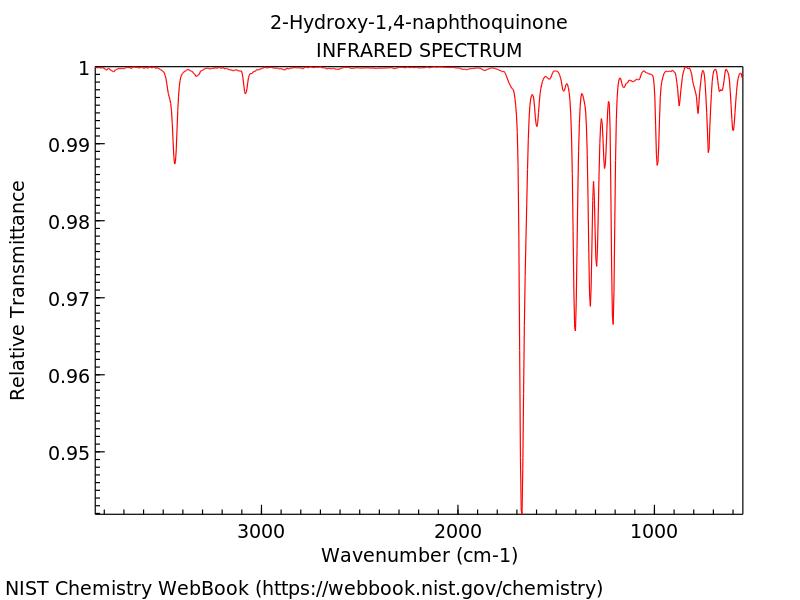 2-Hydroxy-1,4-naphthoquinone
INFRARED SPECTRUM
1
0.99
0.98
0.97
0.96
0.95
Relative Transmittance
3000 2000 1000
Wavenumber (cm-1)
NIST Chemistry WebBook (https://webbook.nist.gov/chemistry)